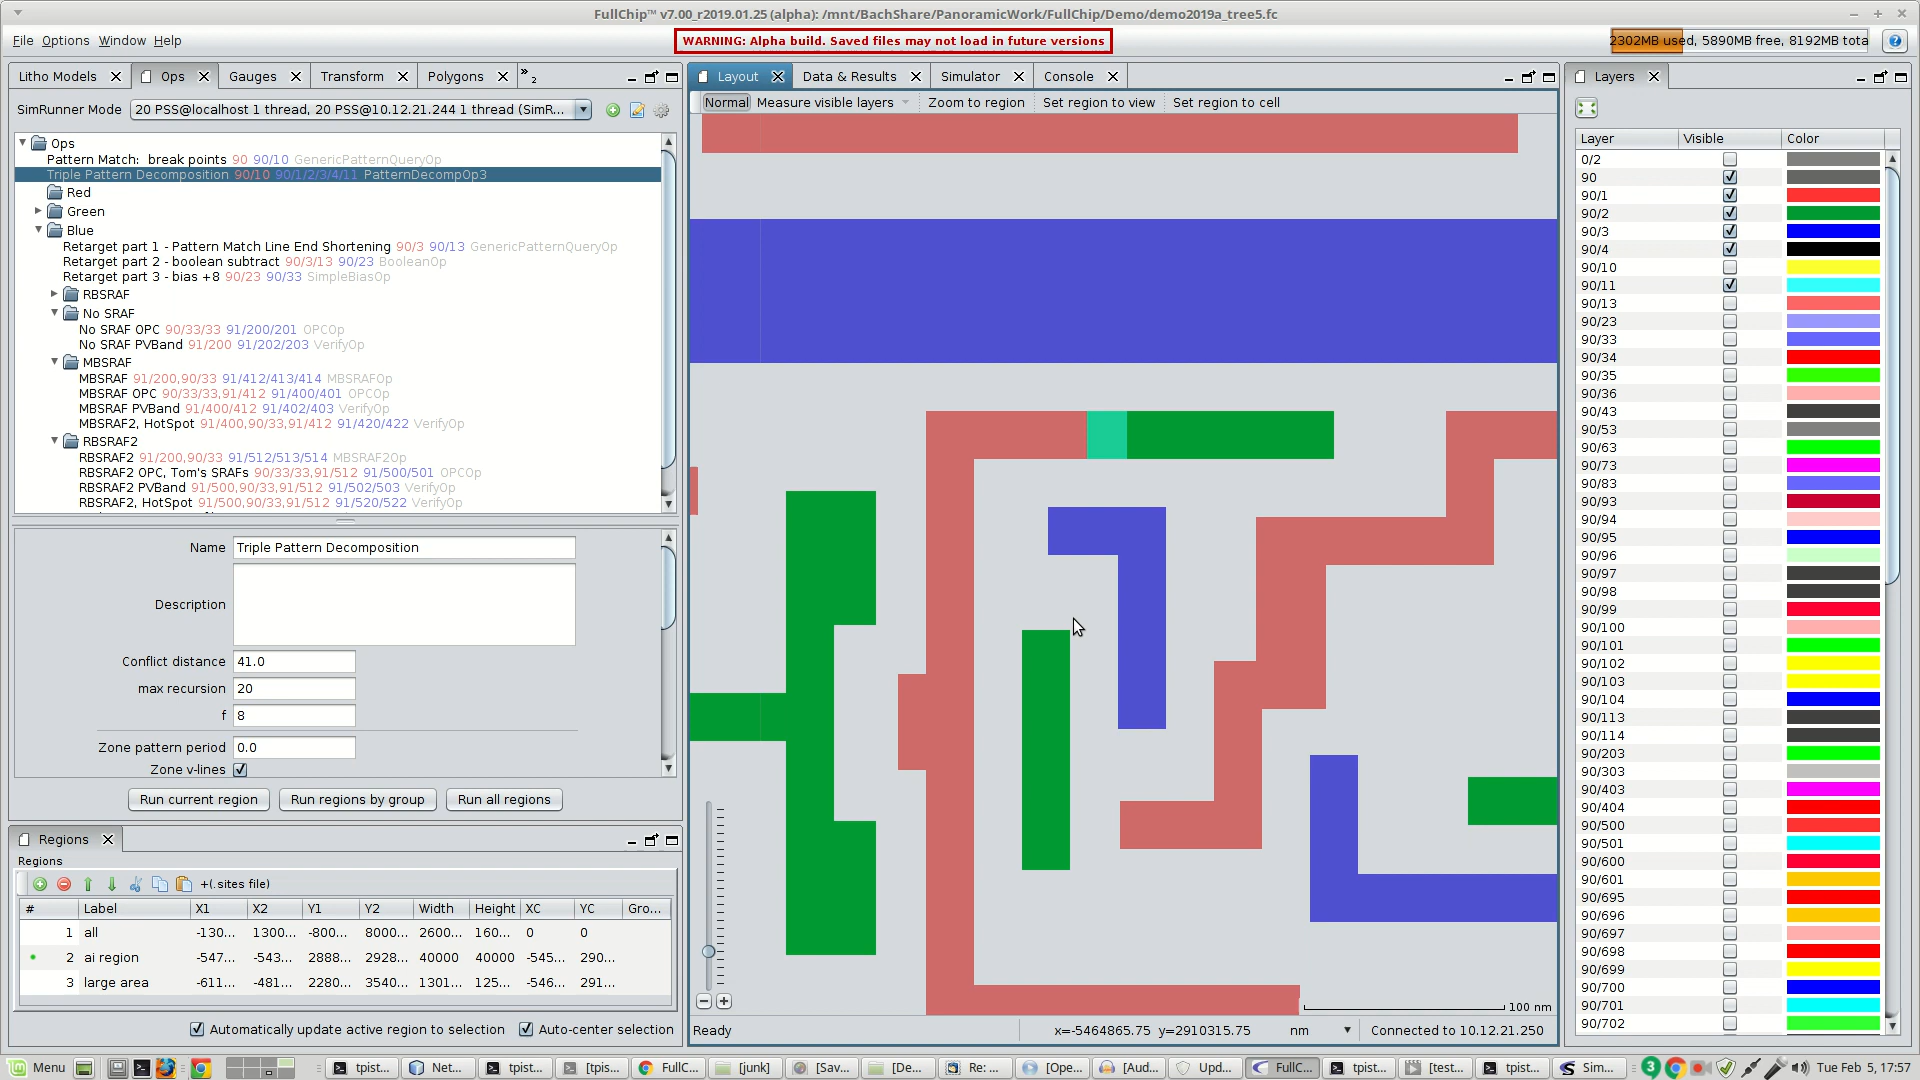 FullChip™ v7.00_r2019.01.25 (alpha): /mnt/BachShare/PanoramicWork/FullChip/Demo/demo2019a_tree5.fc
File Options Window Help
WARNING: Alpha build. Saved files may not load in future versions
2302MB used, 5890MB free, 8192MB tota
Litho Models Ops Gauges Transform Polygons »2
SimRunner Mode 20 PSS@localhost 1 thread, 20 PSS@10.12.21.244 1 thread (SimR...
Ops
Pattern Match: break points 90 90/10 GenericPatternQueryOp
Triple Pattern Decomposition 90/10 90/1/2/3/4/11 PatternDecompOp3
Red
Green
Blue
Retarget part 1 - Pattern Match Line End Shortening 90/3 90/13 GenericPatternQueryOp
Retarget part 2 - boolean subtract 90/3/13 90/23 BooleanOp
Retarget part 3 - bias +8 90/23 90/33 SimpleBiasOp
RBSRAF
No SRAF
No SRAF OPC 90/33/33 91/200/201 OPCOp
No SRAF PVBand 91/200 91/202/203 VerifyOp
MBSRAF
MBSRAF 91/200,90/33 91/412/413/414 MBSRAFOp
MBSRAF OPC 90/33/33,91/412 91/400/401 OPCOp
MBSRAF PVBand 91/400/412 91/402/403 VerifyOp
MBSRAF2, HotSpot 91/400,90/33,91/412 91/420/422 VerifyOp
RBSRAF2
RBSRAF2 91/200,90/33 91/512/513/514 MBSRAF2Op
RBSRAF2 OPC, Tom's SRAFs 90/33/33,91/512 91/500/501 OPCOp
RBSRAF2 PVBand 91/500,90/33,91/512 91/502/503 VerifyOp
RBSRAF2, HotSpot 91/500,90/33,91/512 91/520/522 VerifyOp
Name Triple Pattern Decomposition
Description
Conflict distance 41.0
max recursion 20
f 8
Zone pattern period 0.0
Zone v-lines
Run current region Run regions by group Run all regions
Regions
Regions
+(.sites file)
# Label X1 X2 Y1 Y2 Width Height XC YC Gro...
1 all -130... 1300... -800... 8000... 2600... 160... 0 0
2 ai region -547... -543... 2888... 2928... 40000 40000 -545... 290...
3 large area -611... -481... 2280... 3540... 1301... 125... -546... 291...
Automatically update active region to selection Auto-center selection
Layout Data & Results Simulator Console
Normal Measure visible layers Zoom to region Set region to view Set region to cell
100 nm
Ready x=-5464865.75 y=2910315.75 nm Connected to 10.12.21.250
Layers
Layer Visible Color
0/2
90
90/1
90/2
90/3
90/4
90/10
90/11
90/13
90/23
90/33
90/34
90/35
90/36
90/43
90/53
90/63
90/73
90/83
90/93
90/94
90/95
90/96
90/97
90/98
90/99
90/100
90/101
90/102
90/103
90/104
90/113
90/114
90/203
90/303
90/403
90/404
90/500
90/501
90/600
90/601
90/695
90/696
90/697
90/698
90/699
90/700
90/701
90/702
Menu tpist... Net... tpist... [tpis... FullC... [junk] [Sav... [De... Re: ... [Ope... [Aud... Upd... FullC... tpist... [test... tpist... Sim... 3 Tue Feb 5, 17:57